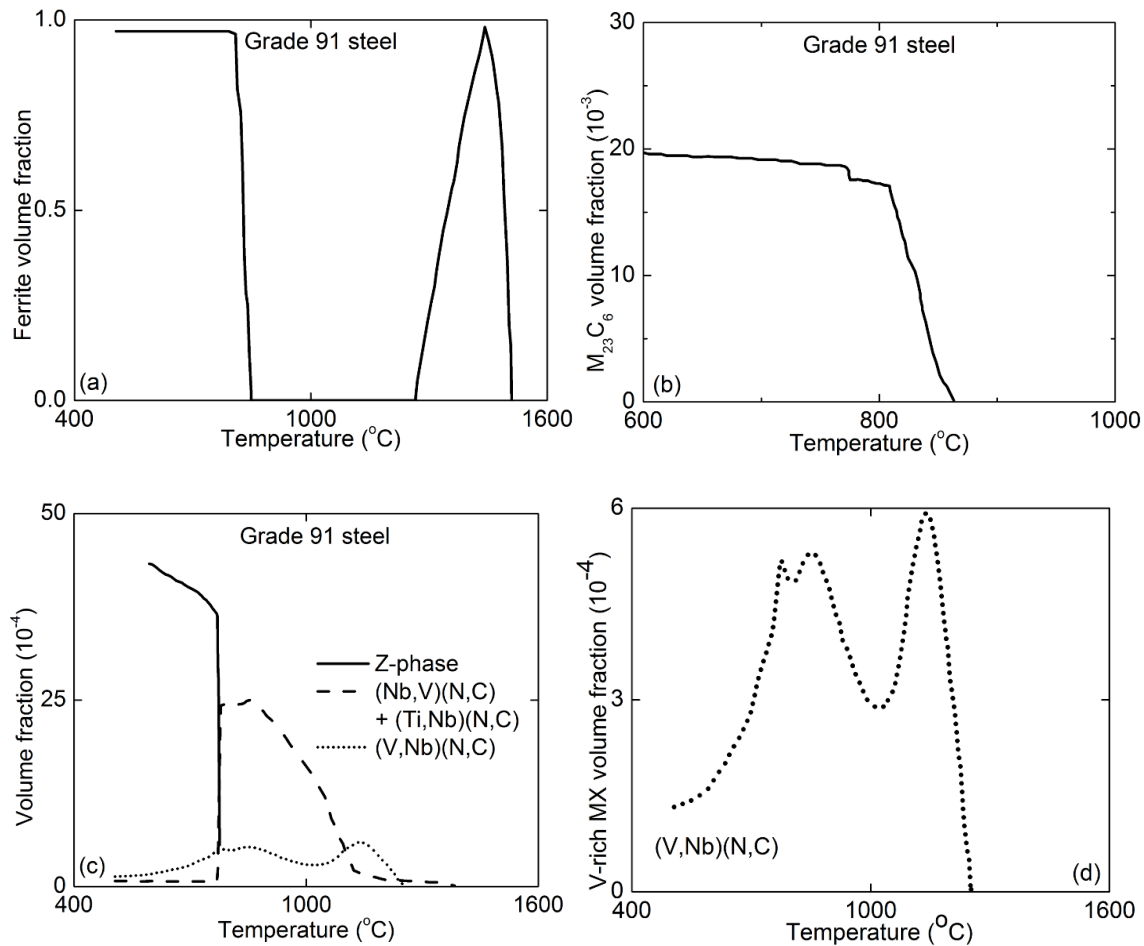 1.0
Grade 91 steel
0.5
0.0
Ferrite volume fraction
(a)
400
1000
1600
Temperature (°C)
30
Grade 91 steel
20
10
0
M₂₃C₆ volume fraction (10⁻³)
(b)
600
800
1000
Temperature (°C)
50
Grade 91 steel
25
0
Volume fraction (10⁻⁴)
Z-phase
(Nb,V)(N,C)
+ (Ti,Nb)(N,C)
(V,Nb)(N,C)
(c)
400
1000
1600
Temperature (°C)
6
3
0
V-rich MX volume fraction (10⁻⁴)
(V,Nb)(N,C)
(d)
400
1000
1600
Temperature (°C)